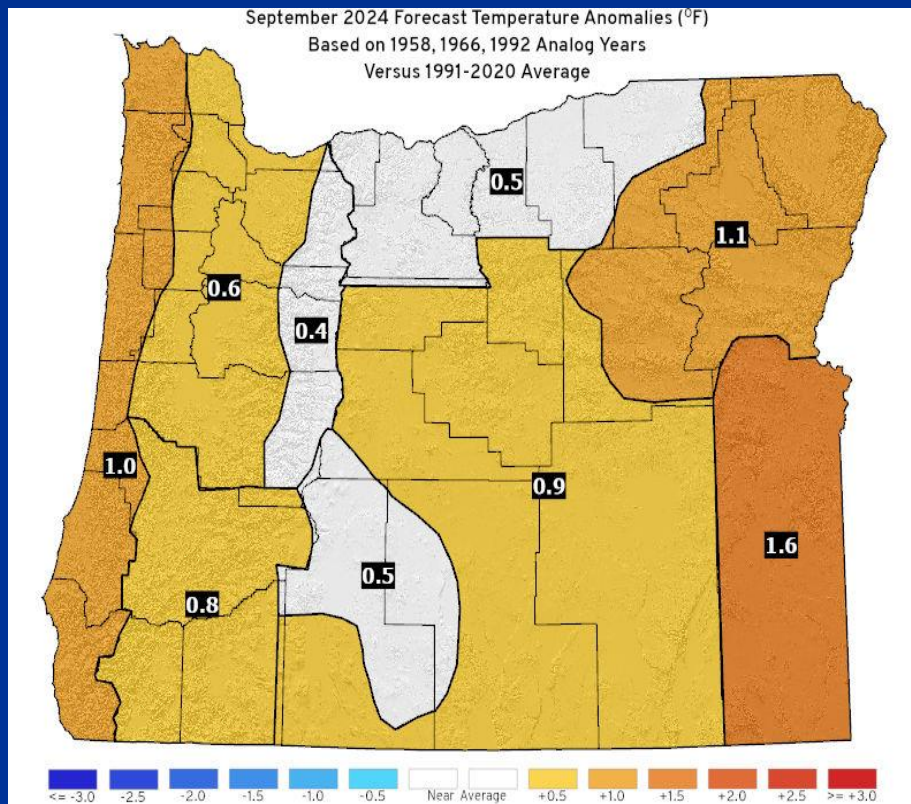 September 2024 Forecast Temperature Anomalies (⁰F)
Based on 1958, 1966, 1992 Analog Years
Versus 1991-2020 Average
0.5
1.1
0.6
0.4
1.0
0.9
1.6
0.5
0.8
<= -3.0 -2.5 -2.0 -1.5 -1.0 -0.5 Near Average +0.5 +1.0 +1.5 +2.0 +2.5 >= +3.0